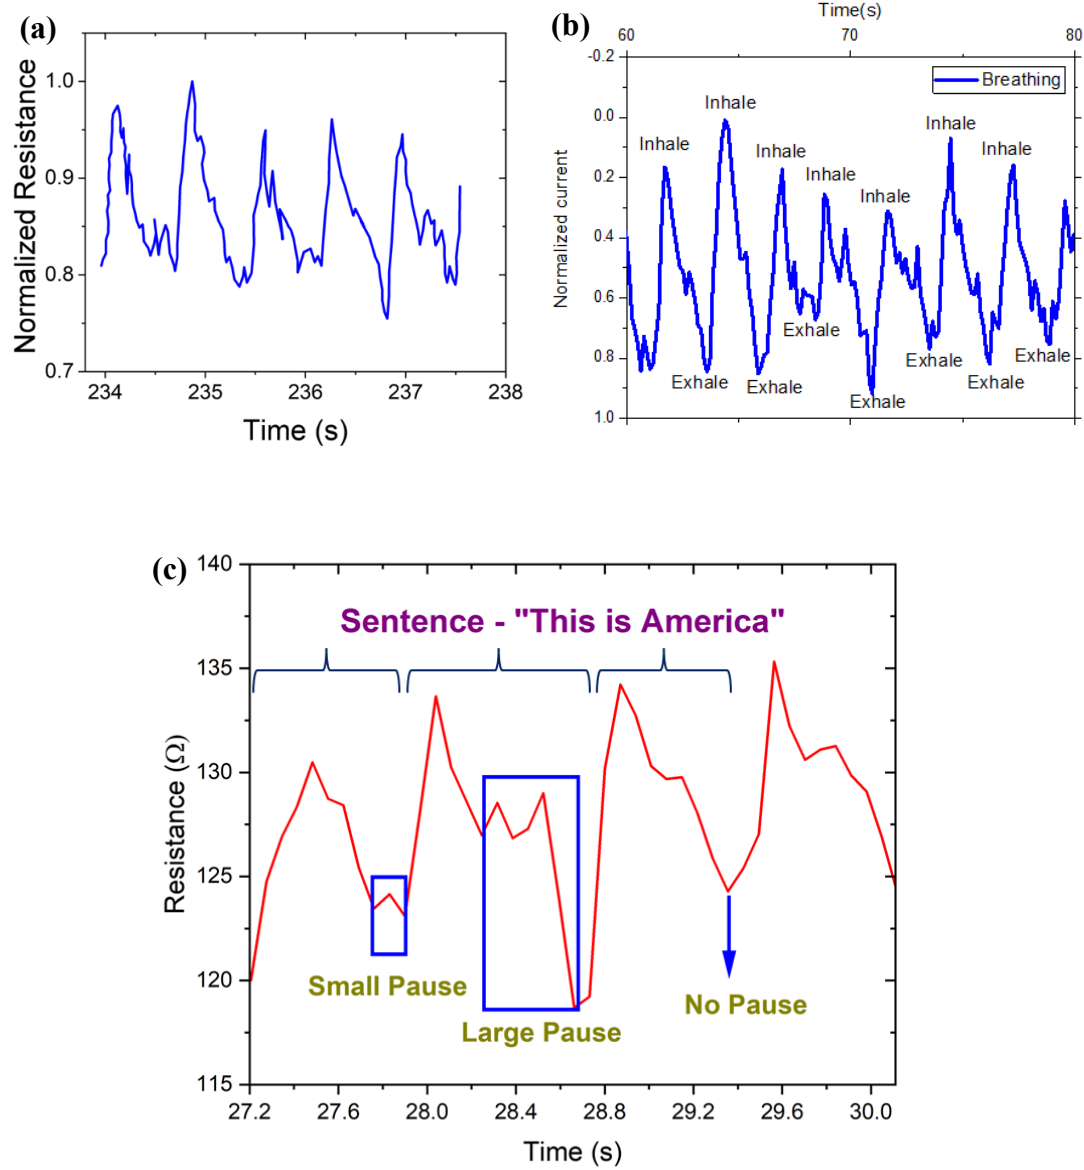 (a)
1.0
0.9
0.8
0.7
Normalized Resistance
234 235 236 237 238
Time (s)
(b)
Time(s)
60 70 80
-0.2
0.0
0.2
0.4
0.6
0.8
1.0
Normalized current
Breathing
Inhale
Inhale
Inhale
Inhale
Inhale
Inhale
Inhale
Exhale
Exhale
Exhale
Exhale
Exhale
Exhale
Exhale
(c)
140
135
130
125
120
115
Resistance (Ω)
Sentence - "This is America"
Small Pause
Large Pause
No Pause
27.2 27.6 28.0 28.4 28.8 29.2 29.6 30.0
Time (s)